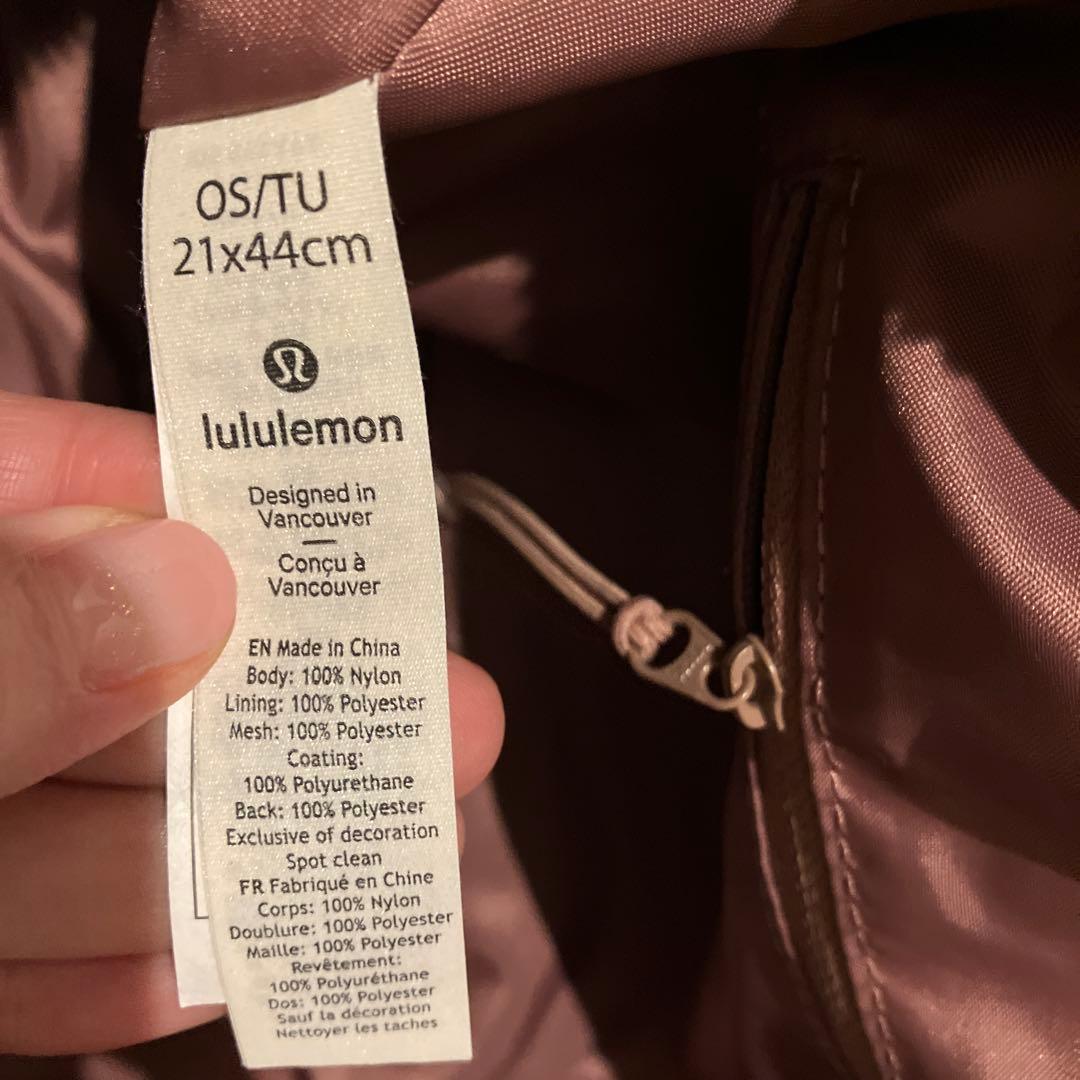 OS/TU
21x44cm
lululemon
Designed in
Vancouver
Conçu à
Vancouver
EN Made in China
Body: 100% Nylon
Lining: 100% Polyester
Mesh: 100% Polyester
Coating:
100% Polyurethane
Back: 100% Polyester
Exclusive of decoration
Spot clean
FR Fabriqué en Chine
Corps: 100% Nylon
Doublure: 100% Polyester
Maille: 100% Polyester
Revêtement:
100% Polyuréthane
Dos: 100% Polyester
Sauf la décoration
Nettoyer les taches